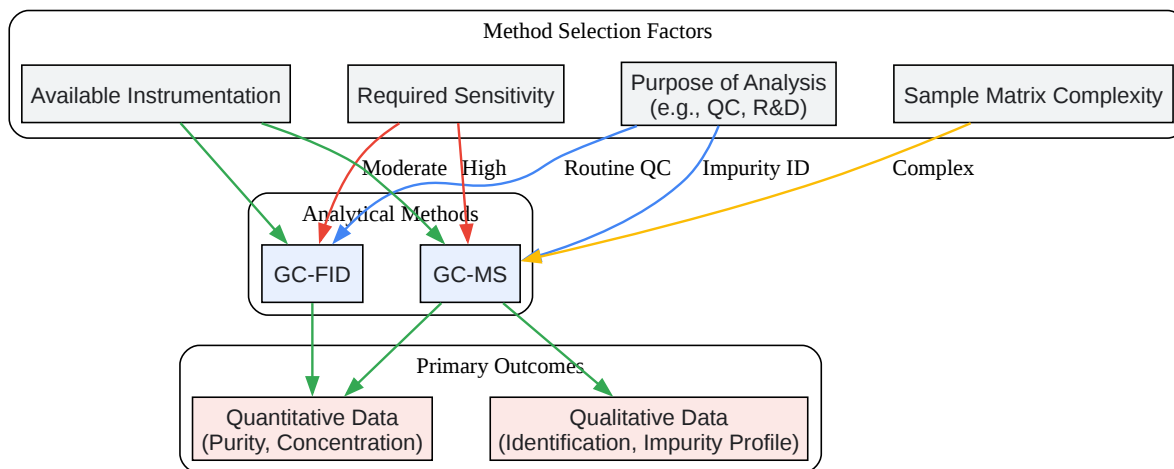 Method Selection Factors
Available Instrumentation
Required Sensitivity
Purpose of Analysis
(e.g., QC, R&D)
Sample Matrix Complexity
Moderate
High
Routine QC
Impurity ID
Complex
Analytical Methods
GC-FID
GC-MS
Primary Outcomes
Quantitative Data
(Purity, Concentration)
Qualitative Data
(Identification, Impurity Profile)